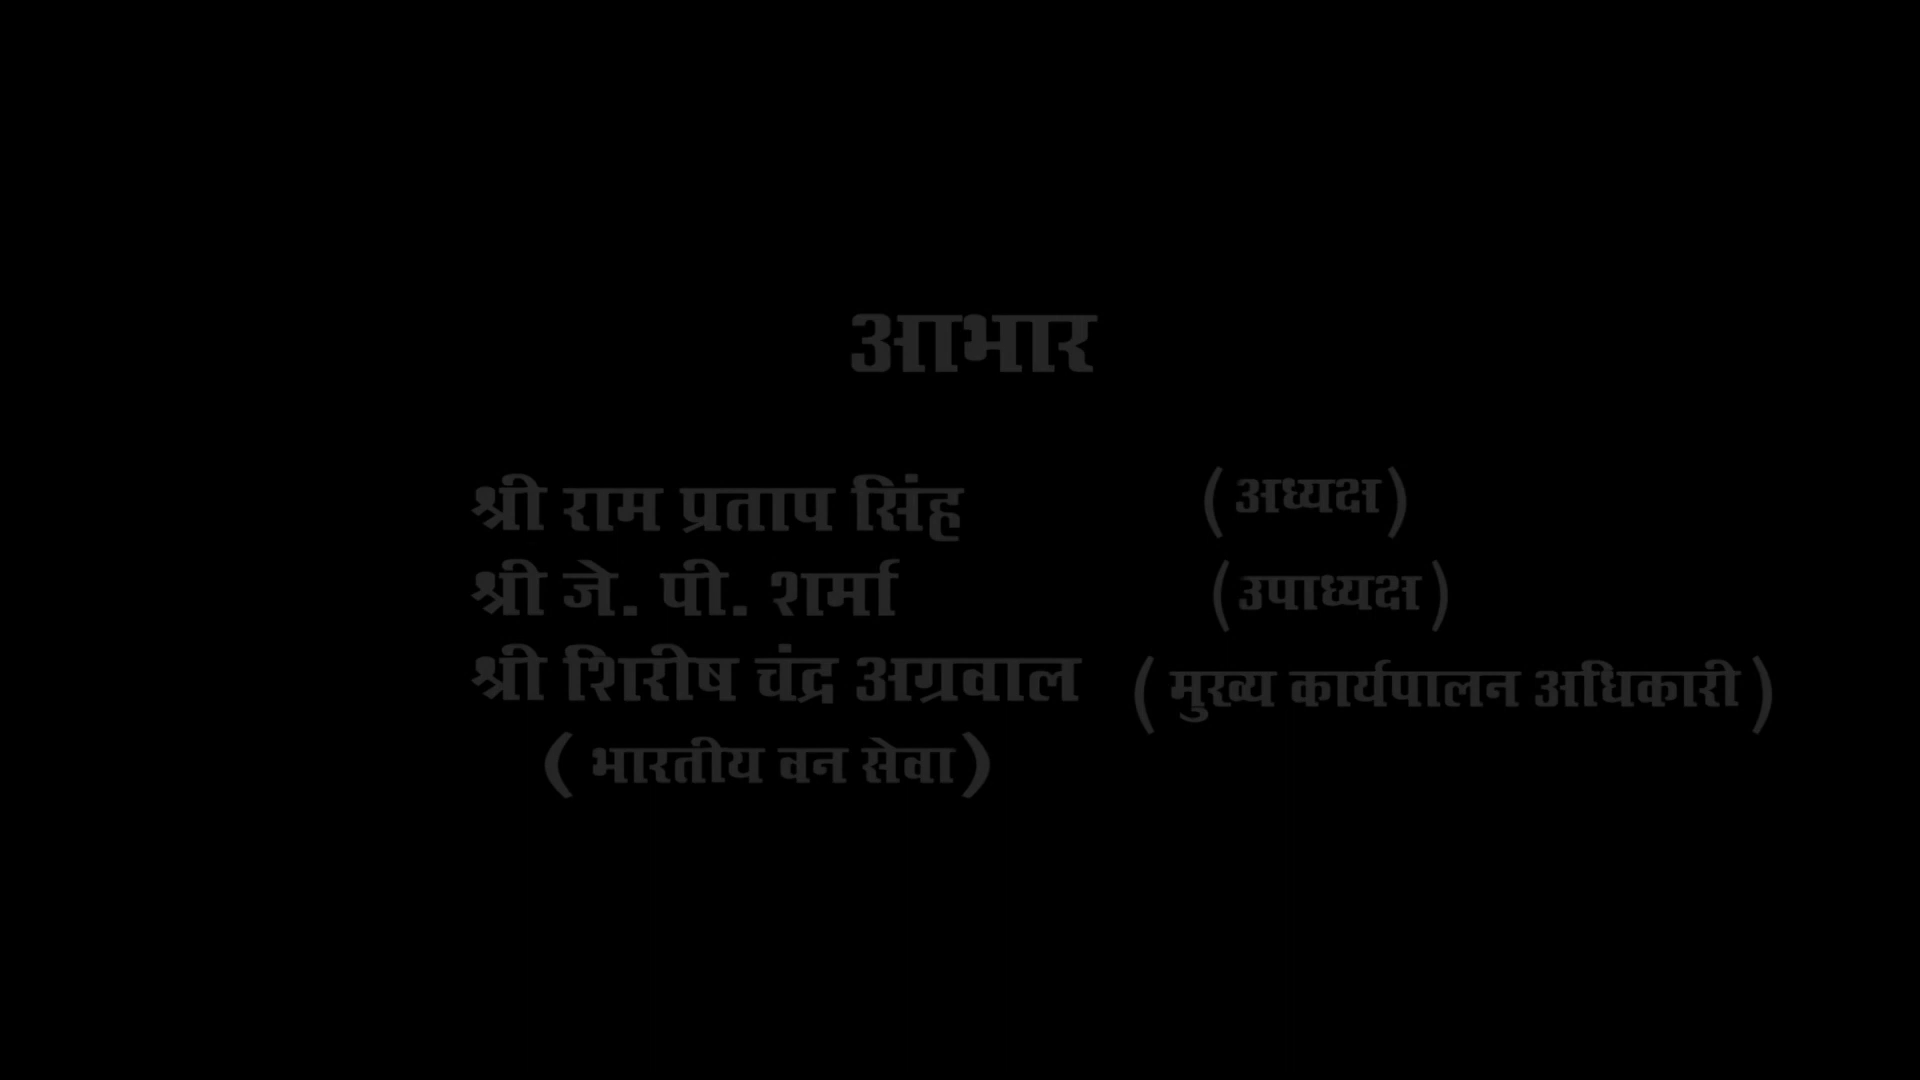 आभार
श्री राम प्रताप सिंह (अध्यक्ष)
श्री जे. पी. शर्मा (उपाध्यक्ष)
श्री शिरीष चंद्र अग्रवाल (मुख्य कार्यपालन अधिकारी)
(भारतीय वन सेवा)